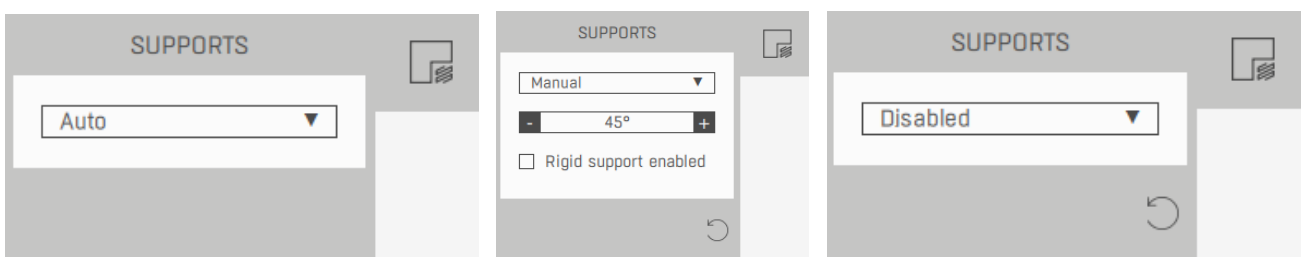 SUPPORTS
Auto ▼
SUPPORTS
Manual ▼
- 45° +
Rigid support enabled
SUPPORTS
Disabled ▼